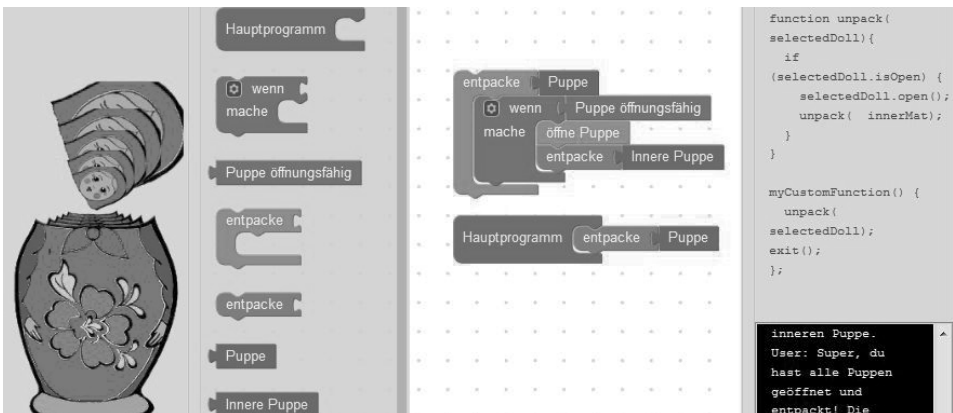 Hauptprogramm
wenn
mache
Puppe öffnungsfähig
entpacke
entpacke
Puppe
Innere Puppe
entpacke Puppe
wenn Puppe öffnungsfähig
mache öffne Puppe
entpacke Innere Puppe
Hauptprogramm entpacke Puppe
function unpack(
selectedDoll){
if
(selectedDoll.isOpen) {
selectedDoll.open();
unpack( innerMat);
}
}
myCustomFunction() {
unpack(
selectedDoll);
exit();
};
inneren Puppe.
User: Super, du
hast alle Puppen
geöffnet und
entpackt! Die